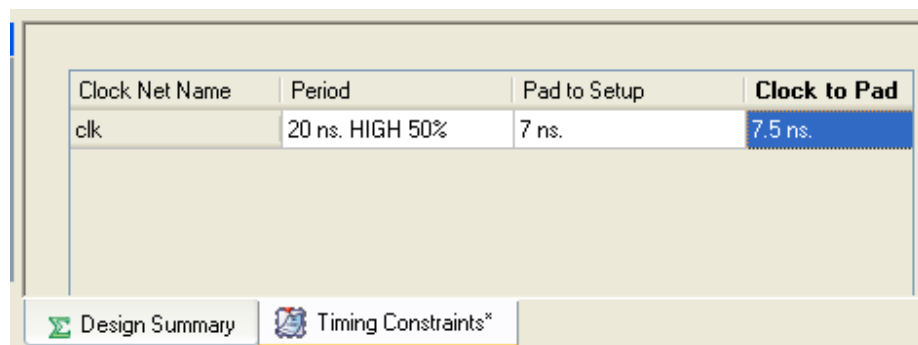 Clock Net Name Period Pad to Setup Clock to Pad
clk 20 ns. HIGH 50% 7 ns. 7.5 ns.
Design Summary Timing Constraints*